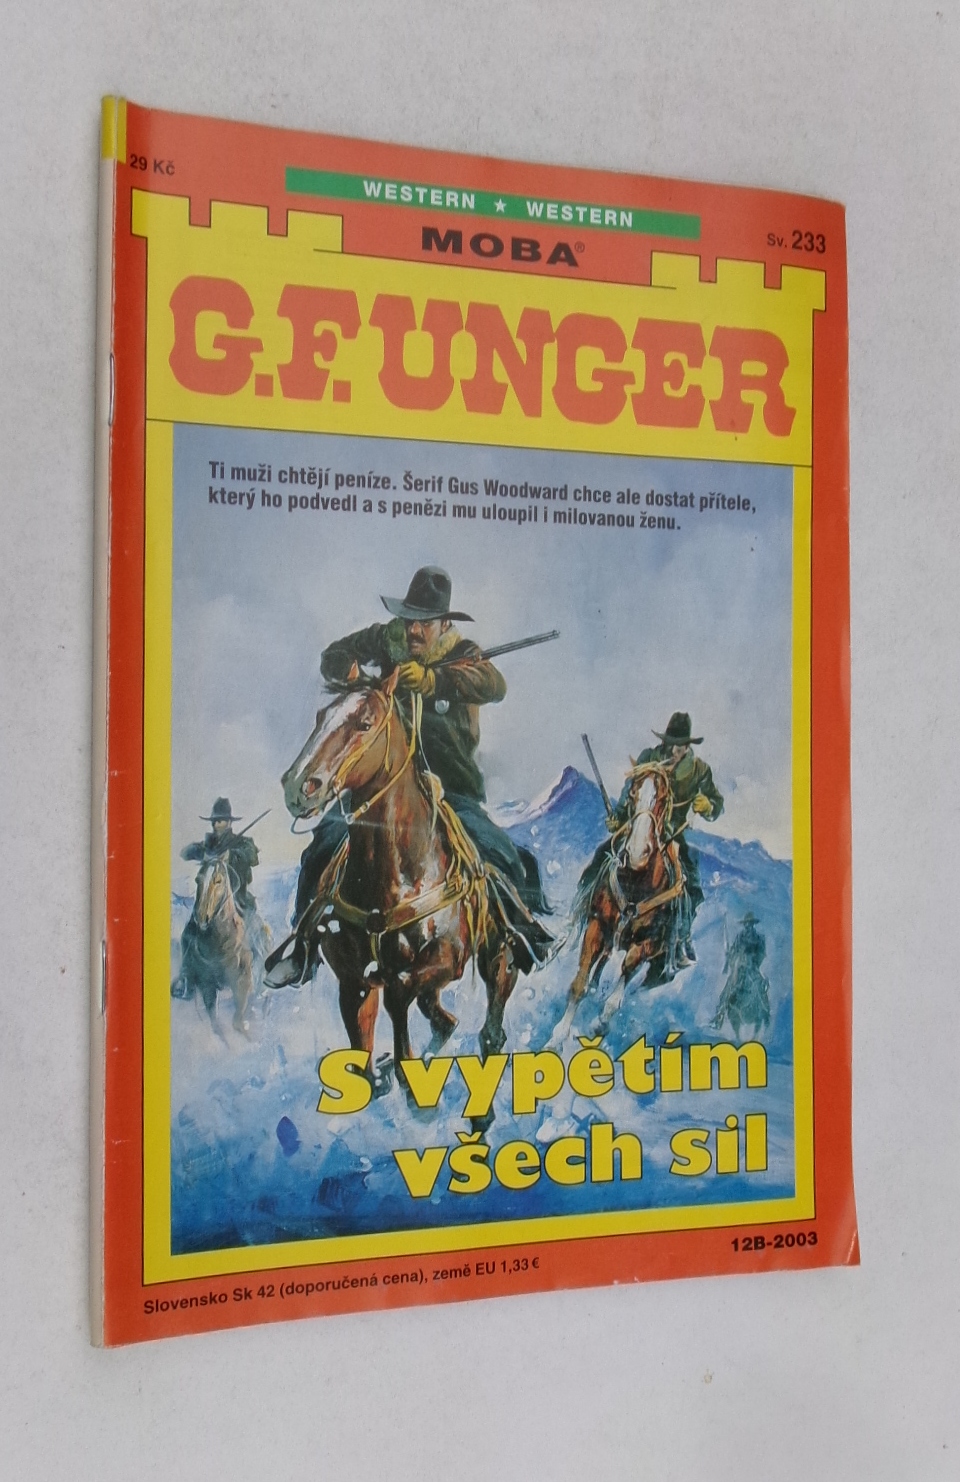 29 Kč
WESTERN ★ WESTERN
MOBA®
Sv. 233
G.F. UNGER
Ti muži chtějí peníze. Šerif Gus Woodward chce ale dostat přítele,
který ho podvedl a s penězi mu uloupil i milovanou ženu.
S vypětím
všech sil
12B-2003
Slovensko Sk 42 (doporučená cena), země EU 1,33 €